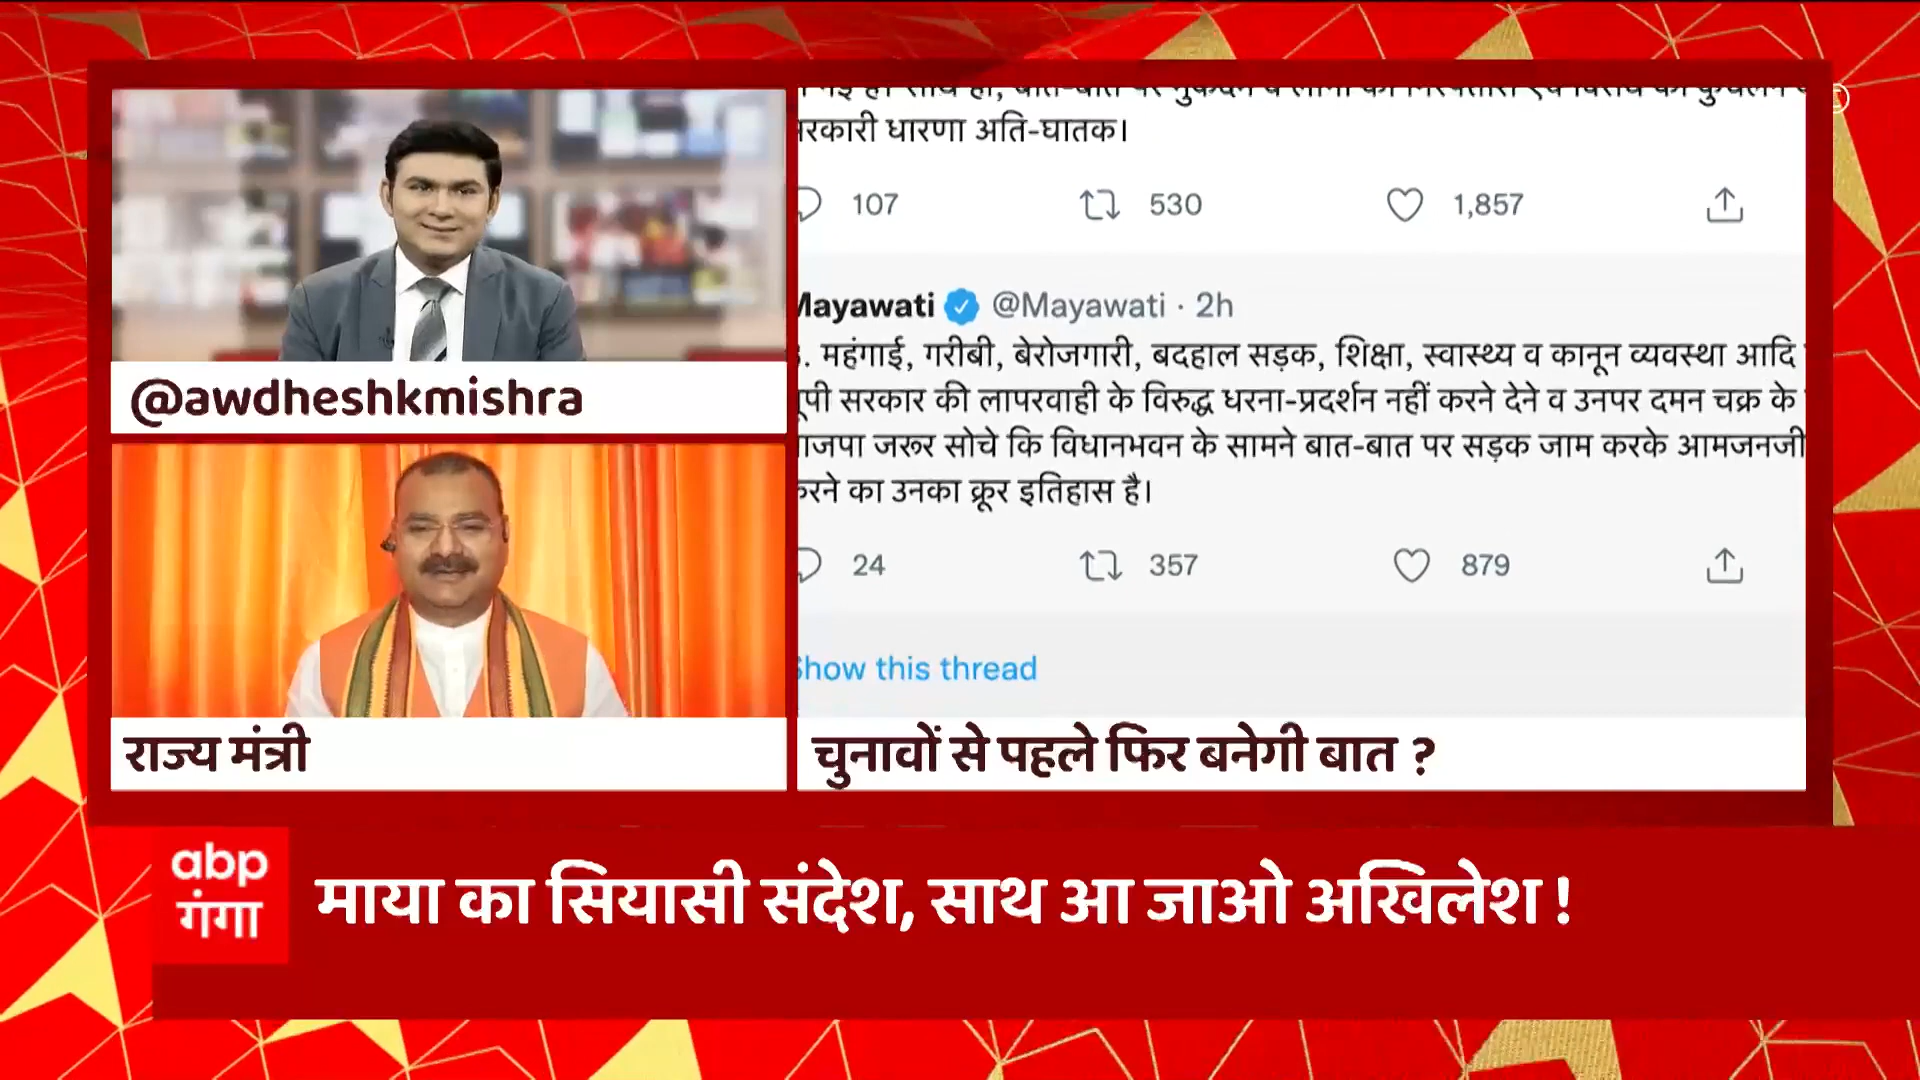 @awdheshkmishra
राज्य मंत्री
रकारी धारणा अति-घातक।
107 530 1,857
Mayawati @Mayawati · 2h
. महंगाई, गरीबी, बेरोजगारी, बदहाल सड़क, शिक्षा, स्वास्थ्य व कानून व्यवस्था आदि
यूपी सरकार की लापरवाही के विरुद्ध धरना-प्रदर्शन नहीं करने देने व उनपर दमन चक्र के
भाजपा जरूर सोचे कि विधानभवन के सामने बात-बात पर सड़क जाम करके आमजनजी
करने का उनका क्रूर इतिहास है।
24 357 879
Show this thread
चुनावों से पहले फिर बनेगी बात ?
abp
गंगा
माया का सियासी संदेश, साथ आ जाओ अखिलेश !